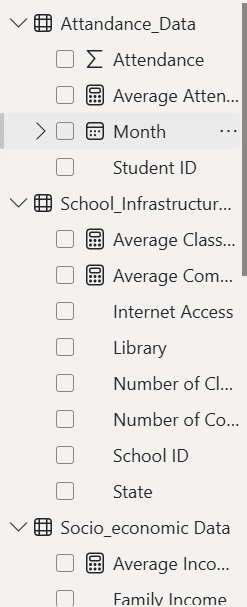 Attandance_Data
Attendance
Average Atten...
Month ...
Student ID
School_Infrastructur...
Average Class...
Average Com...
Internet Access
Library
Number of Cl...
Number of Co...
School ID
State
Socio_economic Data
Average Inco...
Family Income